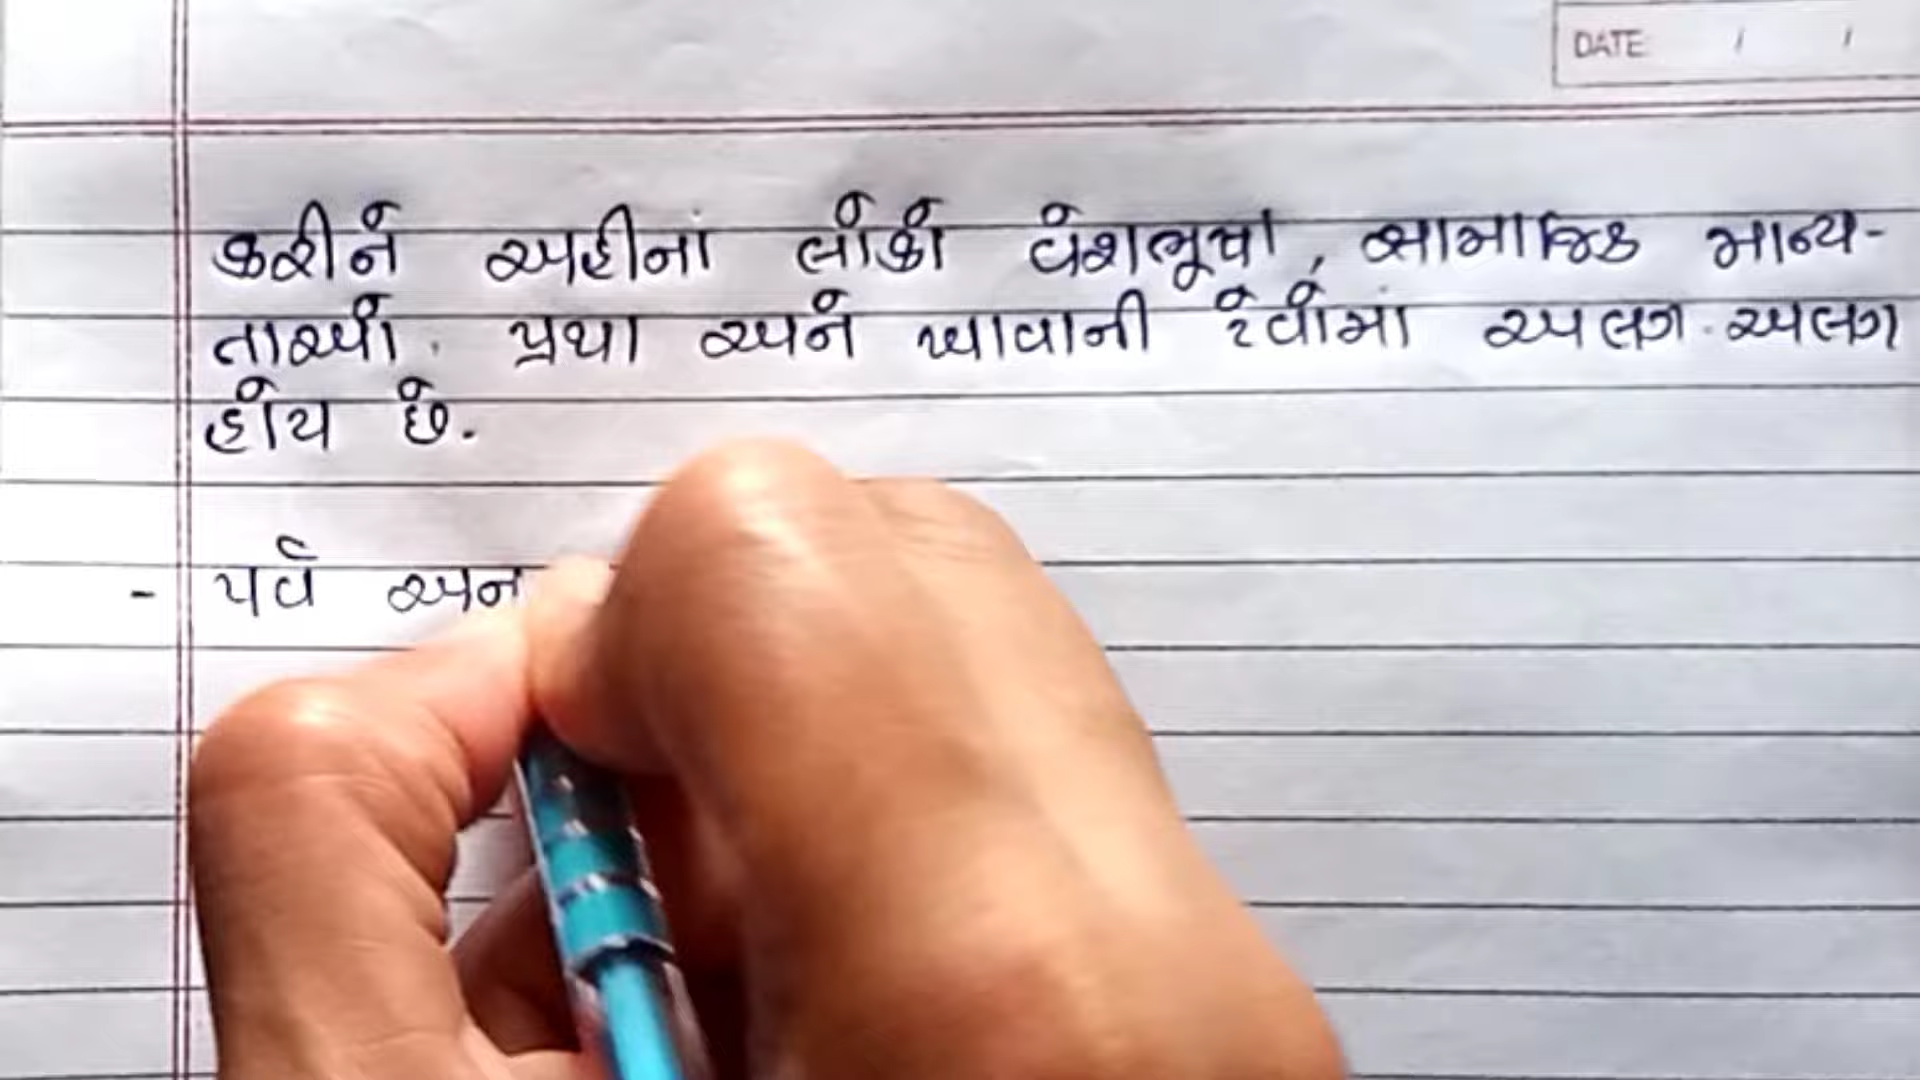 DATE / /
કરીને અહીનાં લોકો વેશભૂષા, સામાજિક માન્ય-
તાઓ. પ્રથા અને ખાવાની ટેવોમાં અલગ-અલગ
હોય છે.
- પર્વ અન